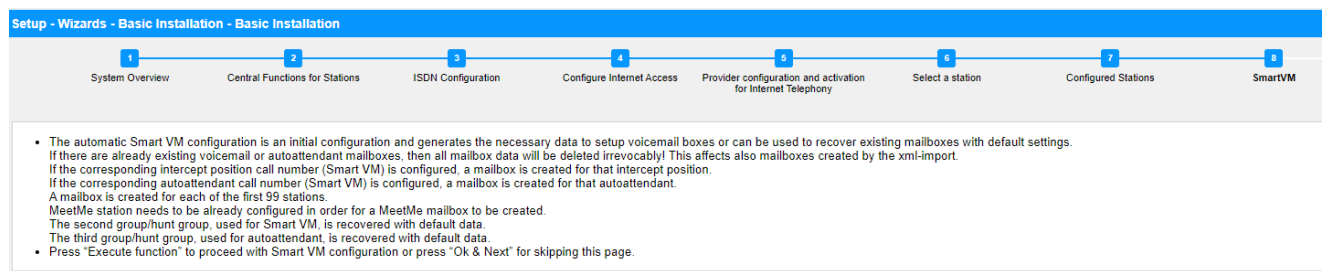 Setup - Wizards - Basic Installation - Basic Installation
1 2 3 4 5 6 7 8
System Overview Central Functions for Stations ISDN Configuration Configure Internet Access Provider configuration and activation Select a station Configured Stations SmartVM
for Internet Telephony
• The automatic Smart VM configuration is an initial configuration and generates the necessary data to setup voicemail boxes or can be used to recover existing mailboxes with default settings.
If there are already existing voicemail or autoattendant mailboxes, then all mailbox data will be deleted irrevocably! This affects also mailboxes created by the xml-import.
If the corresponding intercept position call number (Smart VM) is configured, a mailbox is created for that intercept position.
If the corresponding autoattendant call number (Smart VM) is configured, a mailbox is created for that autoattendant.
A mailbox is created for each of the first 99 stations.
MeetMe station needs to be already configured in order for a MeetMe mailbox to be created.
The second group/hunt group, used for Smart VM, is recovered with default data.
The third group/hunt group, used for autoattendant, is recovered with default data.
• Press "Execute function" to proceed with Smart VM configuration or press "Ok & Next" for skipping this page.